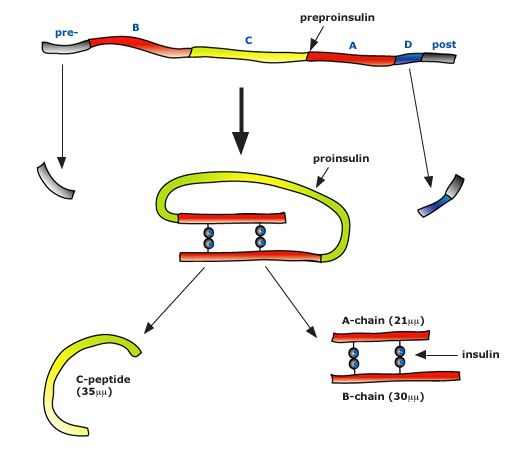 preproinsulin
pre-
B
C
A
D
post
proinsulin
A-chain (21μμ)
insulin
C-peptide
(35μμ)
B-chain (30μμ)